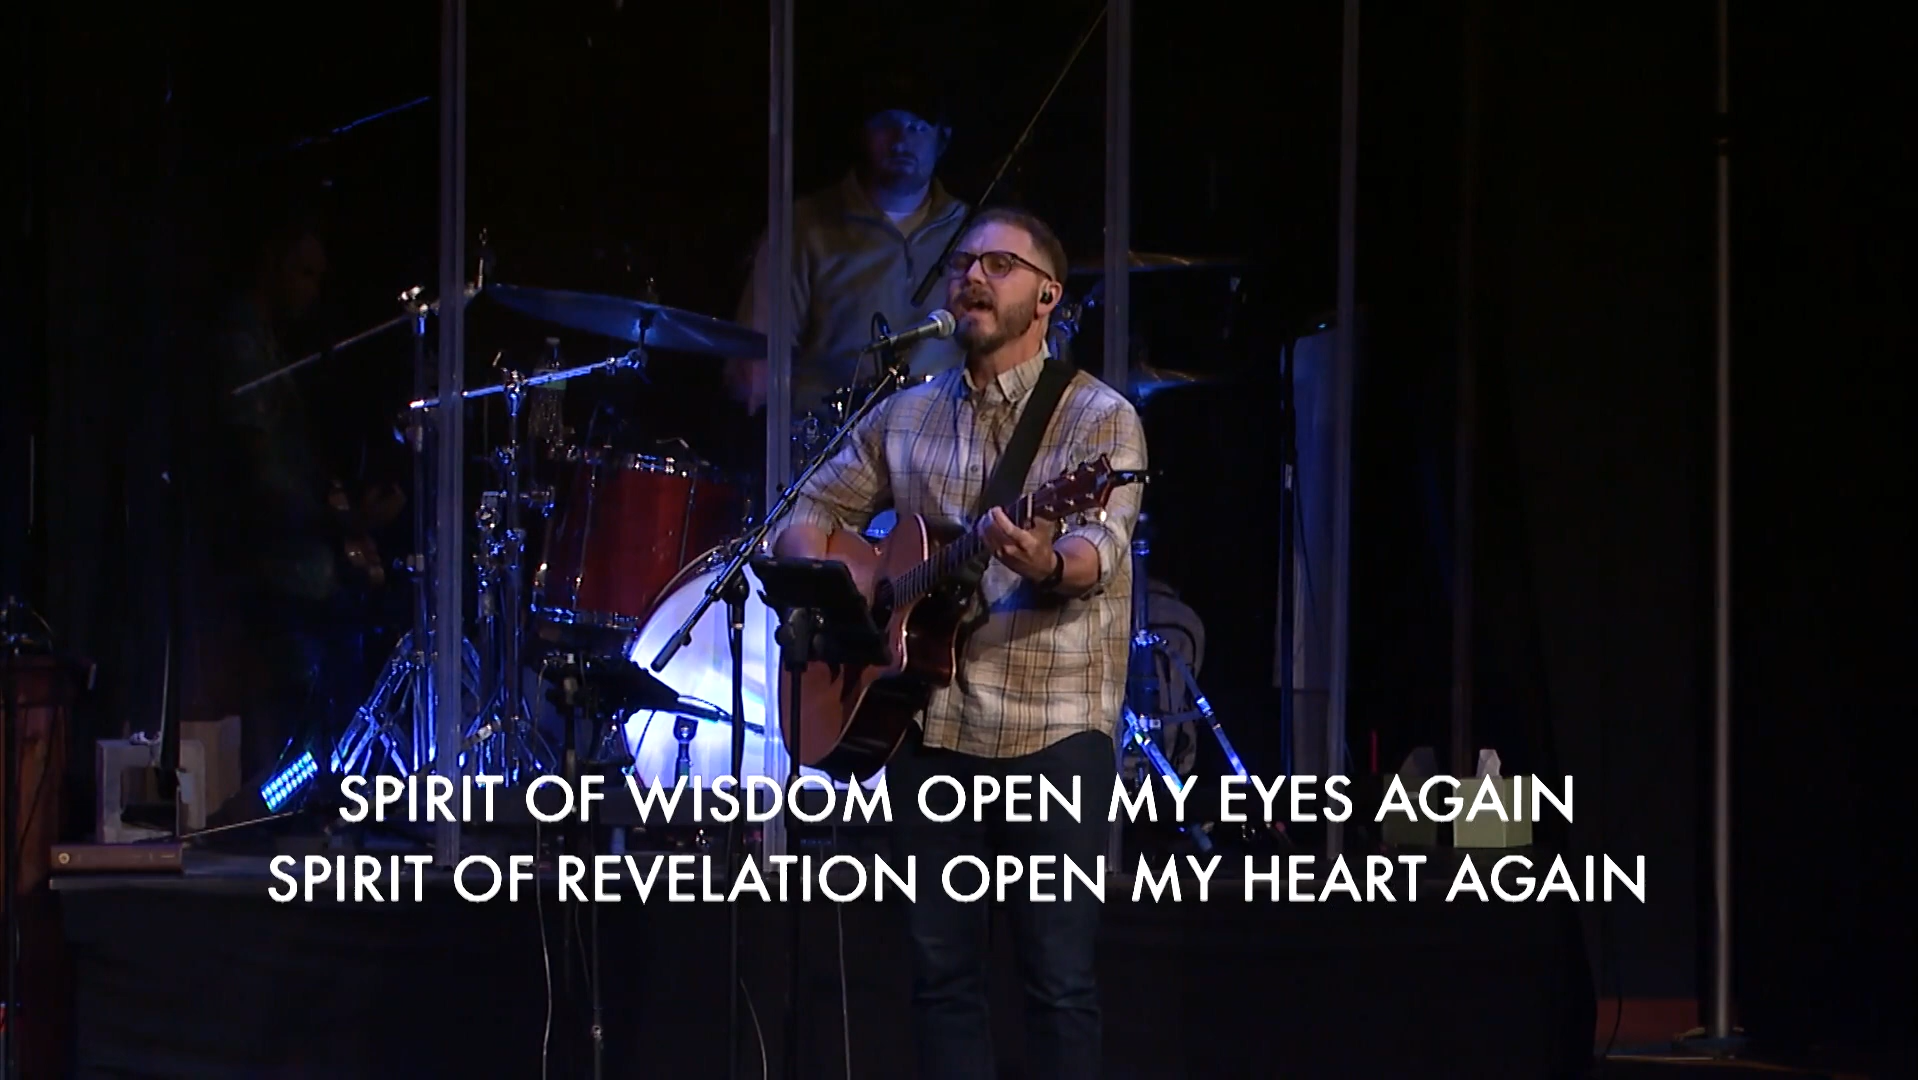 SPIRIT OF WISDOM OPEN MY EYES AGAIN
SPIRIT OF REVELATION OPEN MY HEART AGAIN